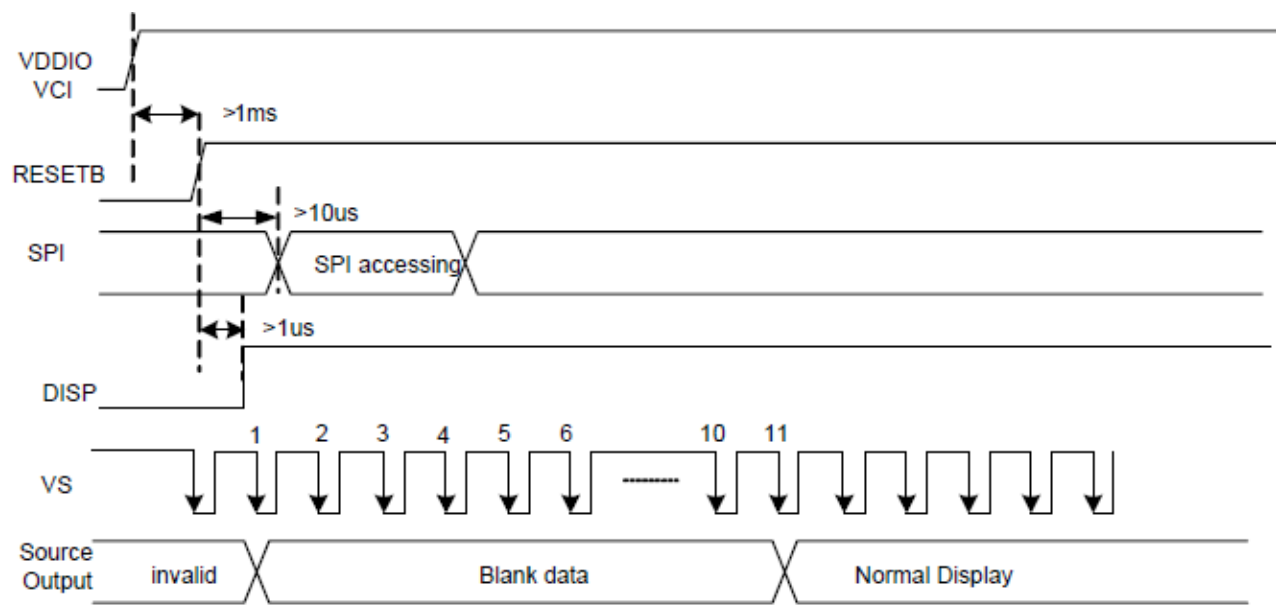 VDDIO
VCI
>1ms
RESETB
>10us
SPI
SPI accessing
>1us
DISP
1 2 3 4 5 6 10 11
VS
Source
Output
invalid
Blank data
Normal Display